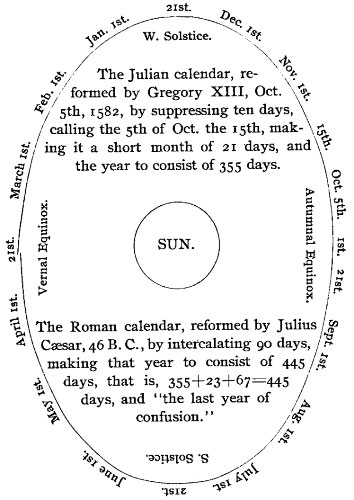 21st.
Dec. 1st.
Nov. 1st.
15th.
Oct. 5th.
1st.
21st.
Sept. 1st.
Aug. 1st.
July 1st.
21st.
June 1st.
May 1st.
April 1st.
21st.
March 1st.
Feb. 1st.
Jan. 1st.
W. Solstice.
The Julian calendar, re-
formed by Gregory XIII, Oct.
5th, 1582, by suppressing ten days,
calling the 5th of Oct. the 15th, mak-
ing it a short month of 21 days, and
the year to consist of 355 days.
Vernal Equinox.
SUN.
Autumnal Equinox.
The Roman calendar, reformed by Julius
Cæsar, 46 B. C., by intercalating 90 days,
making that year to consist of 445
days, that is, 355+23+67=445
days, and "the last year of
confusion."
S. Solstice.